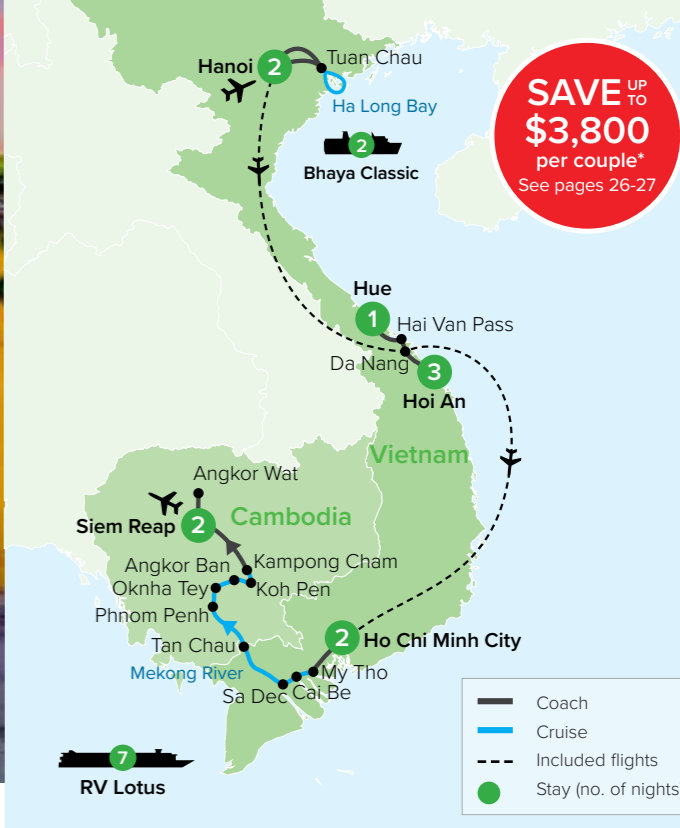 Hanoi
2
Tuan Chau
Ha Long Bay
2
Bhaya Classic
SAVE UP TO
$3,800
per couple*
See pages 26-27
Hue
1
Hai Van Pass
Da Nang
3
Hoi An
Vietnam
Angkor Wat
Siem Reap
2
Cambodia
Angkor Ban
Kampong Cham
Oknha Tey
Koh Pen
Phnom Penh
2
Ho Chi Minh City
Tan Chau
Mekong River
My Tho
Sa Dec
Cai Be
7
RV Lotus
Coach
Cruise
Included flights
Stay (no. of nights)